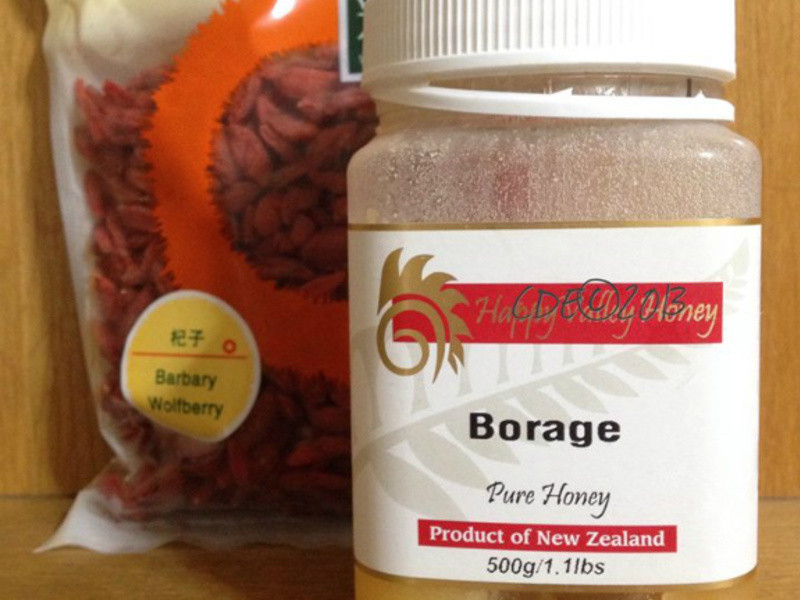 杞子
Barbary
Wolfberry
Happy Valley Honey
CDE©2013
Borage
Pure Honey
Product of New Zealand
500g/1.1lbs